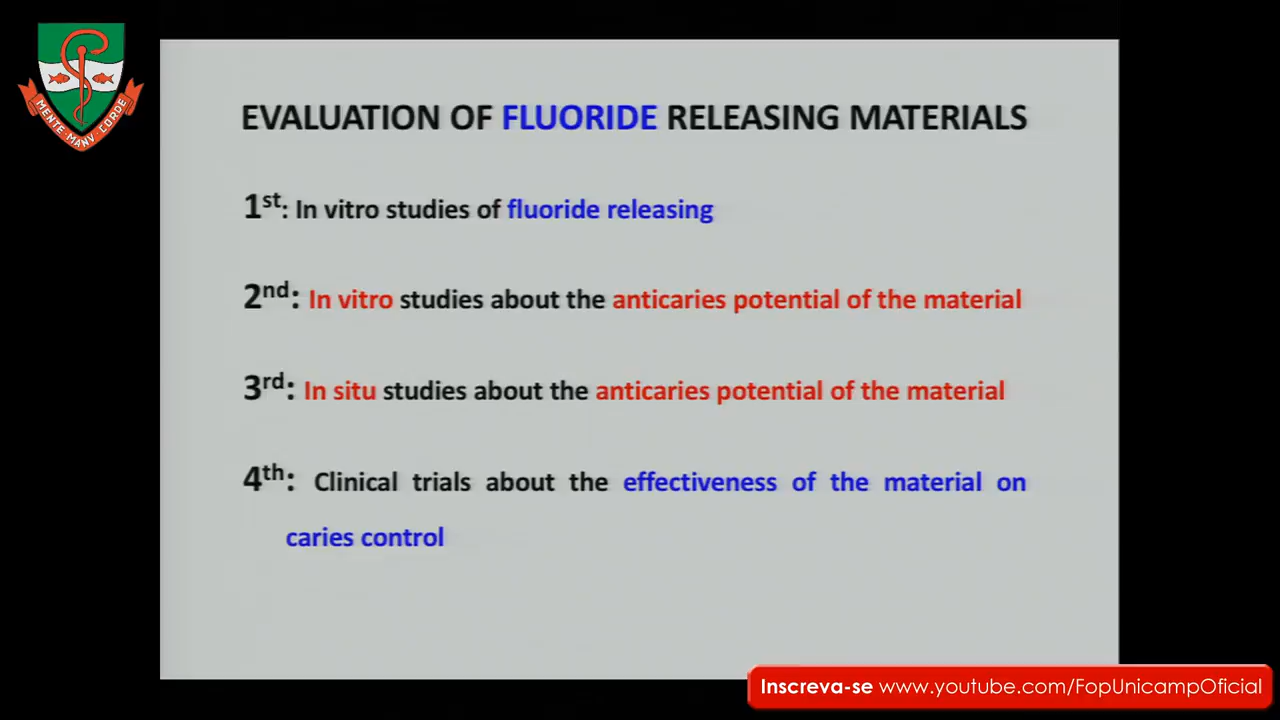 MENTE MANV CORDE
EVALUATION OF FLUORIDE RELEASING MATERIALS
1st: In vitro studies of fluoride releasing
2nd: In vitro studies about the anticaries potential of the material
3rd: In situ studies about the anticaries potential of the material
4th: Clinical trials about the effectiveness of the material on
caries control
Inscreva-se www.youtube.com/FopUnicampOficial